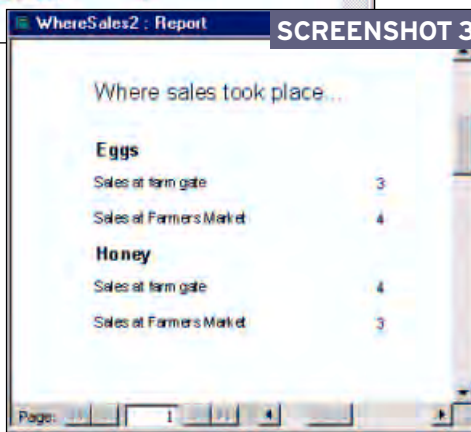 WhereSales2 : Report
SCREENSHOT 3
Where sales took place...
Eggs
Sales at farm gate 3
Sales at Farmers Market 4
Honey
Sales at farm gate 4
Sales at Farmers Market 3
Page: 1